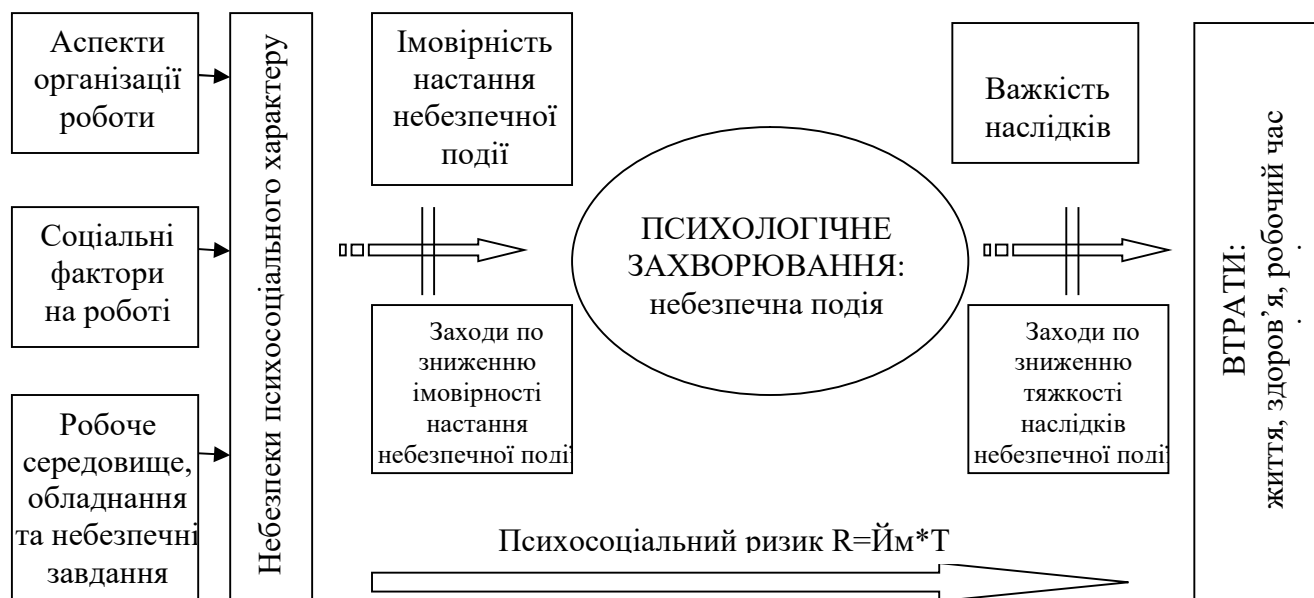 Аспекти
організації
роботи
Соціальні
фактори
на роботі
Робоче
середовище,
обладнання
та небезпечні
завдання
Небезпеки психосоціального характеру
Імовірність
настання
небезпечної
події
Заходи по
зниженню
імовірності
настання
небезпечної події
ПСИХОЛОГІЧНЕ
ЗАХВОРЮВАННЯ:
небезпечна подія
Важкість
наслідків
Заходи по
зниженню
тяжкості
наслідків
небезпечної події
Психосоціальний ризик R=Йм*Т
ВТРАТИ:
життя, здоров’я, робочий час